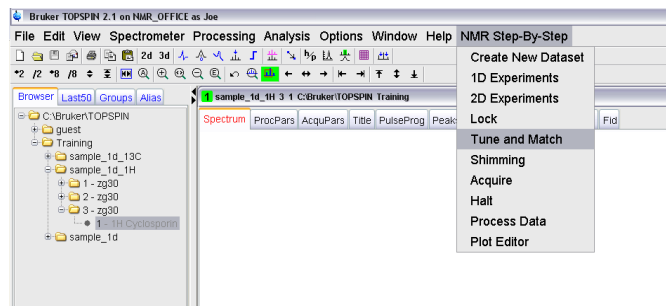 Bruker TOPSPIN 2.1 on NMR_OFFICE as Joe
File Edit View Spectrometer Processing Analysis Options Window Help NMR Step-By-Step
2d 3d
*2 /2 *8 /8
Create New Dataset
1D Experiments
2D Experiments
Lock
Tune and Match
Shimming
Acquire
Halt
Process Data
Plot Editor
Browser Last50 Groups Alias
1 sample_1d_1H 3 1 C:\Bruker\TOPSPIN Training
Spectrum ProcPars AcquPars Title PulseProg Fid
C:\Bruker\TOPSPIN
guest
Training
sample_1d_13C
sample_1d_1H
1 - zg30
2 - zg30
3 - zg30
1 - 1H Cyclosporin
sample_1d